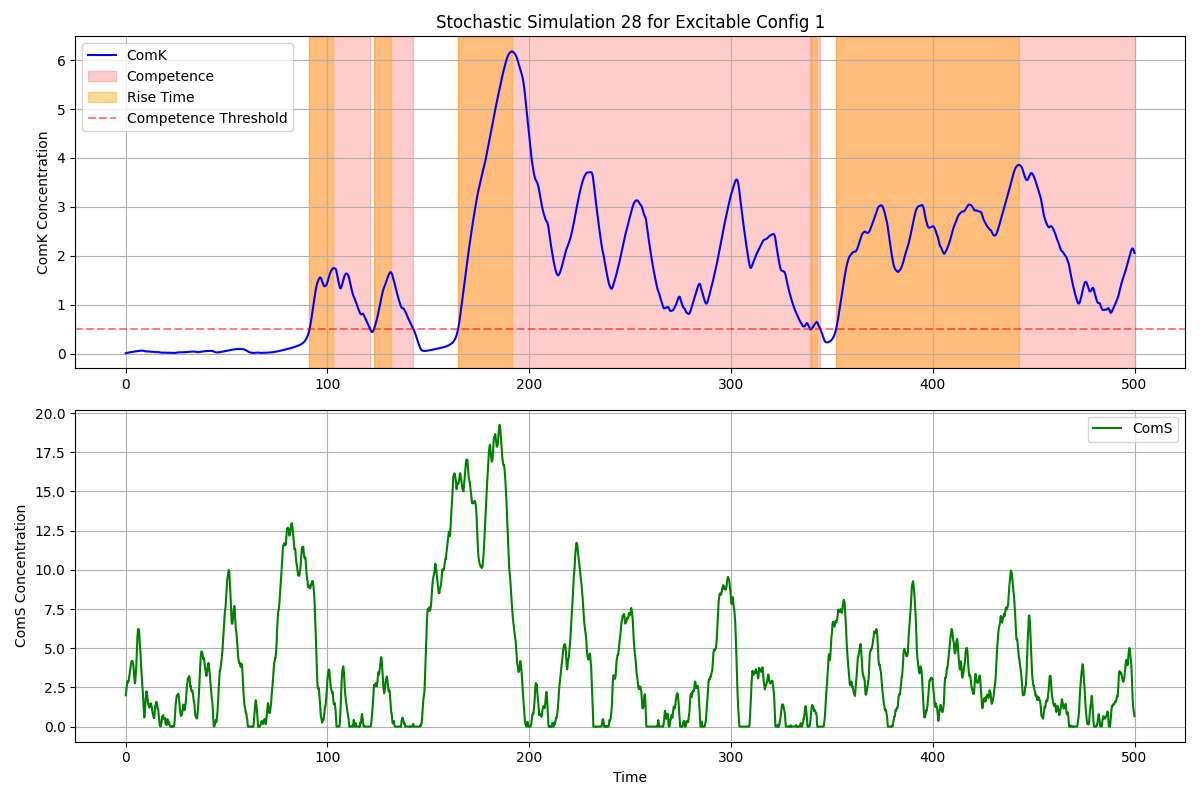 Stochastic Simulation 28 for Excitable Config 1
ComK
Competence
Rise Time
Competence Threshold
ComK Concentration
6
5
4
3
2
1
0
0 100 200 300 400 500
ComS
ComS Concentration
20.0
17.5
15.0
12.5
10.0
7.5
5.0
2.5
0.0
0 100 200 300 400 500
Time